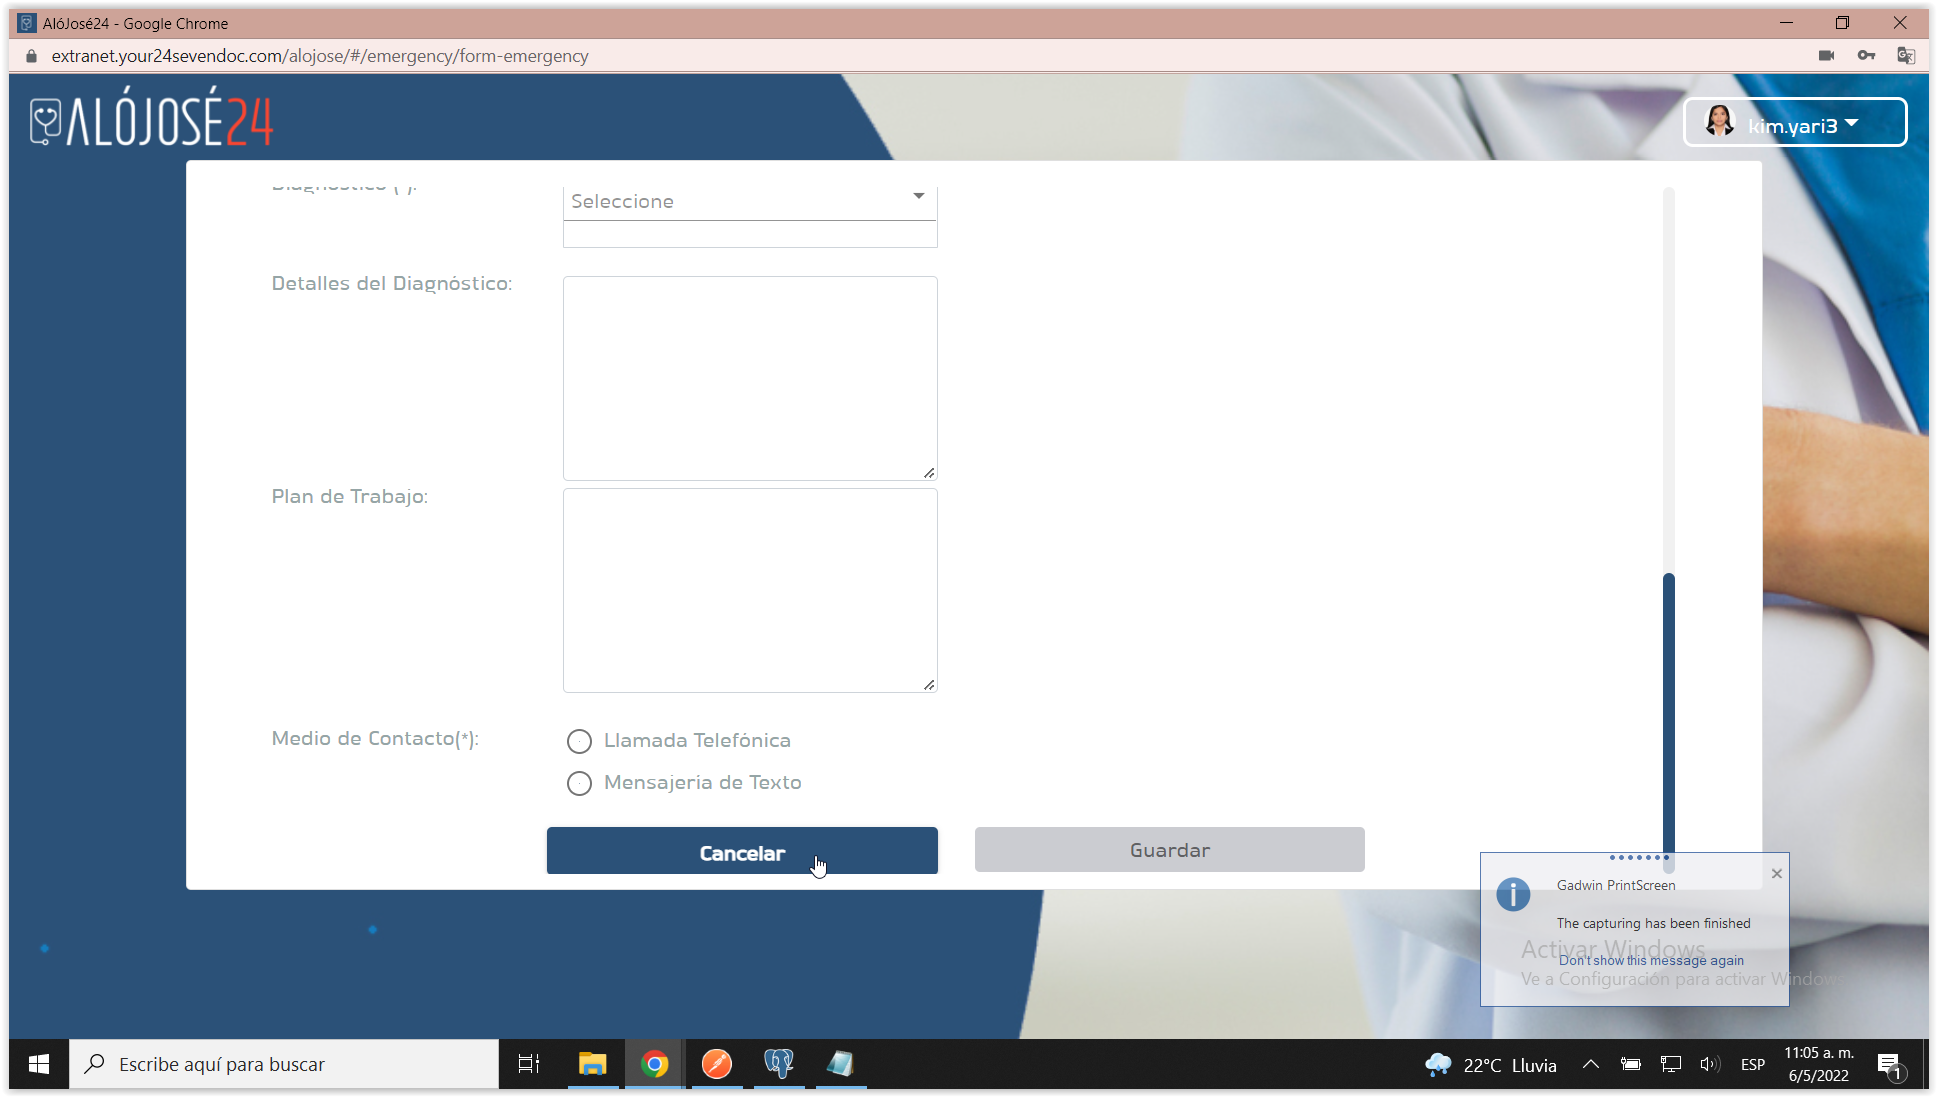 AlóJosé24 - Google Chrome
extranet.your24sevendoc.com/alojose/#/emergency/form-emergency
ALÓJOSÉ24
kim.yari3
Diagnóstico (*):
Seleccione
Detalles del Diagnóstico:
Plan de Trabajo:
Medio de Contacto(*):
Llamada Telefónica
Mensajeria de Texto
Cancelar
Guardar
Gadwin PrintScreen
The capturing has been finished
Activar Windows
Don't show this message again
Ve a Configuración para activar Windows.
Escribe aquí para buscar
22°C Lluvia
ESP
11:05 a. m.
6/5/2022
1